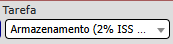 Tarefa
Armazenamento (2% ISS ...